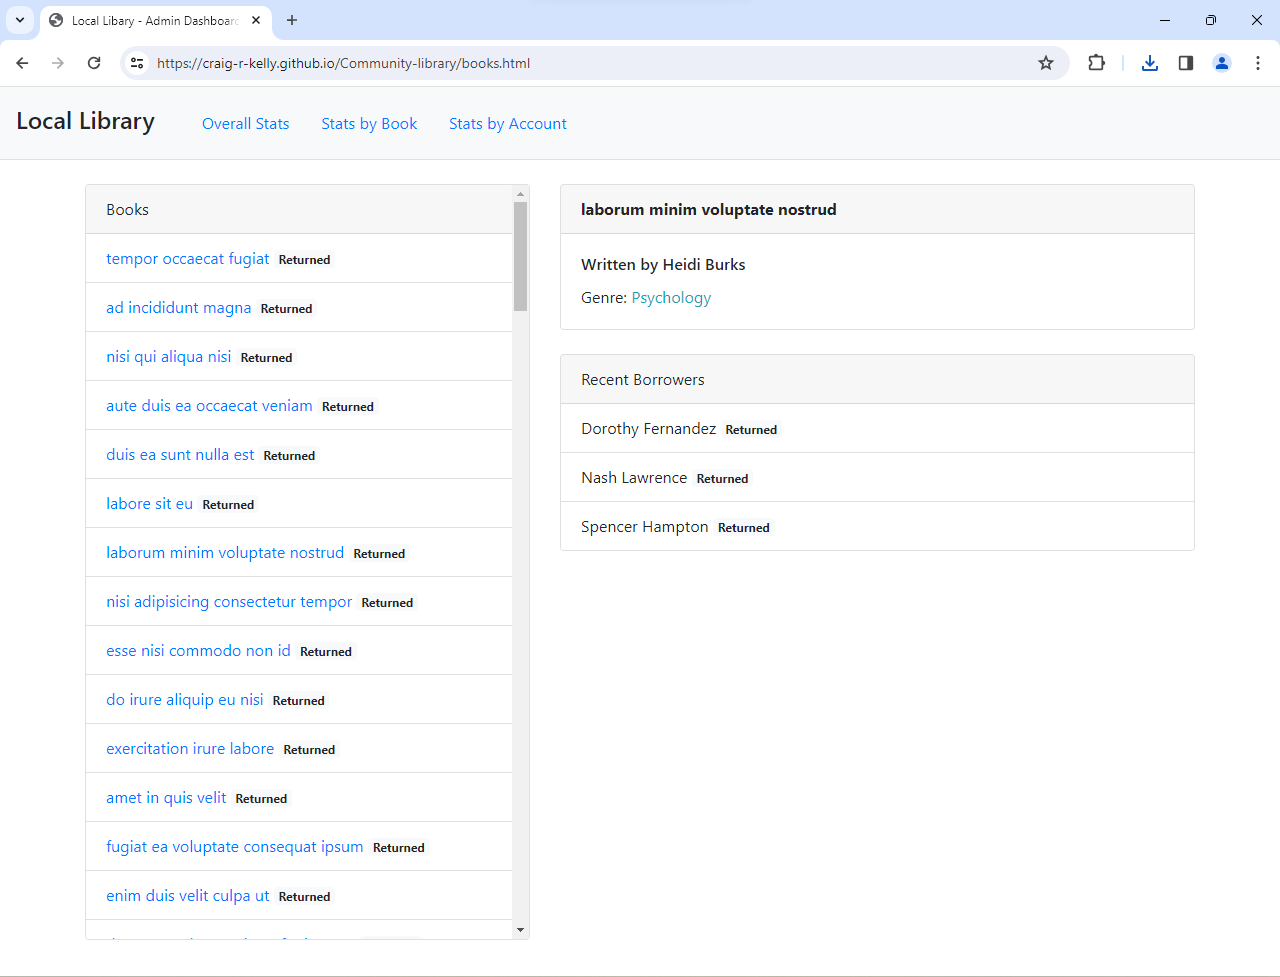 Local Libary - Admin Dashboard
https://craig-r-kelly.github.io/Community-library/books.html
Local Library
Overall Stats
Stats by Book
Stats by Account
Books
tempor occaecat fugiat Returned
ad incididunt magna Returned
nisi qui aliqua nisi Returned
aute duis ea occaecat veniam Returned
duis ea sunt nulla est Returned
labore sit eu Returned
laborum minim voluptate nostrud Returned
nisi adipisicing consectetur tempor Returned
esse nisi commodo non id Returned
do irure aliquip eu nisi Returned
exercitation irure labore Returned
amet in quis velit Returned
fugiat ea voluptate consequat ipsum Returned
enim duis velit culpa ut Returned
laborum minim voluptate nostrud
Written by Heidi Burks
Genre: Psychology
Recent Borrowers
Dorothy Fernandez Returned
Nash Lawrence Returned
Spencer Hampton Returned